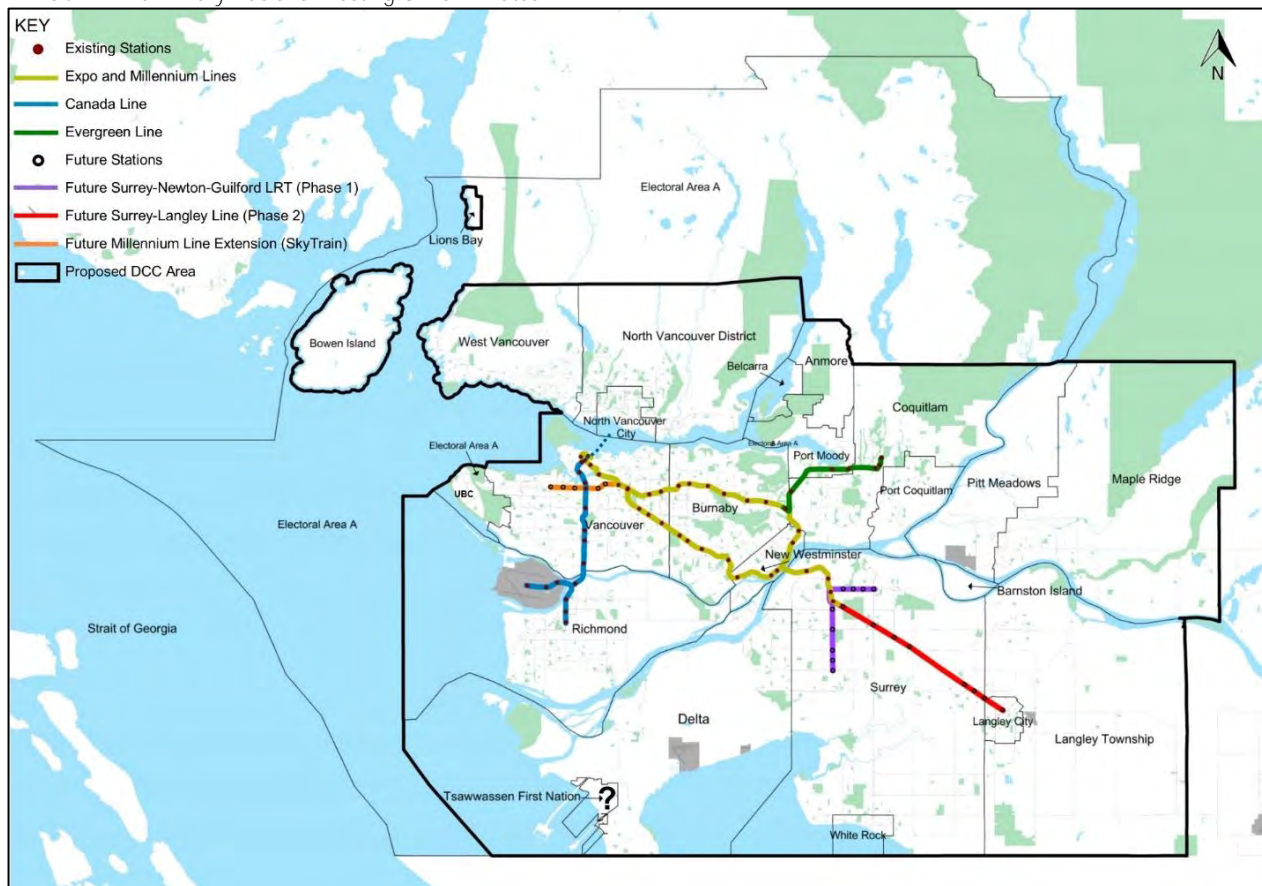 KEY
Existing Stations
Expo and Millennium Lines
Canada Line
Evergreen Line
Future Stations
Future Surrey-Newton-Guilford LRT (Phase 1)
Future Surrey-Langley Line (Phase 2)
Future Millennium Line Extension (SkyTrain)
Proposed DCC Area
N
Electoral Area A
Lions Bay
Bowen Island
West Vancouver
North Vancouver District
Belcarra
Anmore
Coquitlam
North Vancouver
City
Electoral Area A
Electoral Area A
Port Moody
UBC
Port Coquitlam
Pitt Meadows
Maple Ridge
Vancouver
Burnaby
Electoral Area A
New Westminster
Barnston Island
Strait of Georgia
Richmond
Surrey
Delta
Langley City
Langley Township
Tsawwassen First Nation
?
White Rock